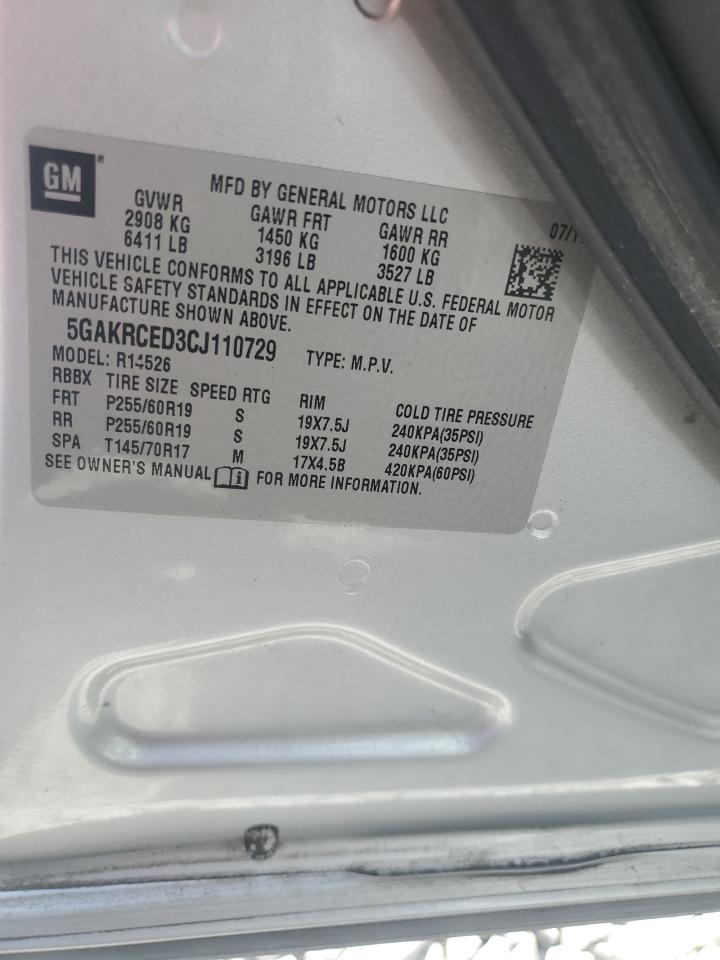 GM ®
MFD BY GENERAL MOTORS LLC
GVWR GAWR FRT GAWR RR
2908 KG 1450 KG 1600 KG
6411 LB 3196 LB 3527 LB
THIS VEHICLE CONFORMS TO ALL APPLICABLE U.S. FEDERAL MOTOR
VEHICLE SAFETY STANDARDS IN EFFECT ON THE DATE OF
MANUFACTURE SHOWN ABOVE.
5GAKRCED3CJ110729 TYPE: M.P.V.
MODEL: R14526
RBBX TIRE SIZE SPEED RTG RIM COLD TIRE PRESSURE
FRT P255/60R19 S 19X7.5J 240KPA(35PSI)
RR P255/60R19 S 19X7.5J 240KPA(35PSI)
SPA T145/70R17 M 17X4.5B 420KPA(60PSI)
SEE OWNER'S MANUAL i FOR MORE INFORMATION.